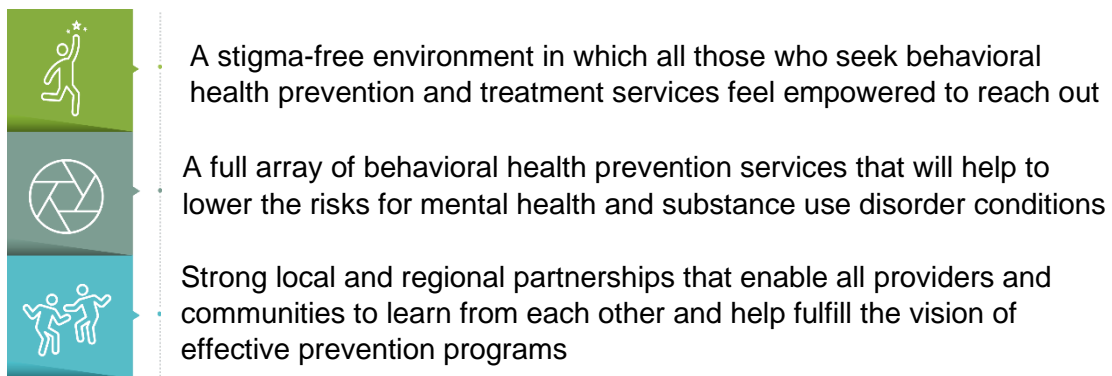 A stigma-free environment in which all those who seek behavioral
health prevention and treatment services feel empowered to reach out
A full array of behavioral health prevention services that will help to
lower the risks for mental health and substance use disorder conditions
Strong local and regional partnerships that enable all providers and
communities to learn from each other and help fulfill the vision of
effective prevention programs